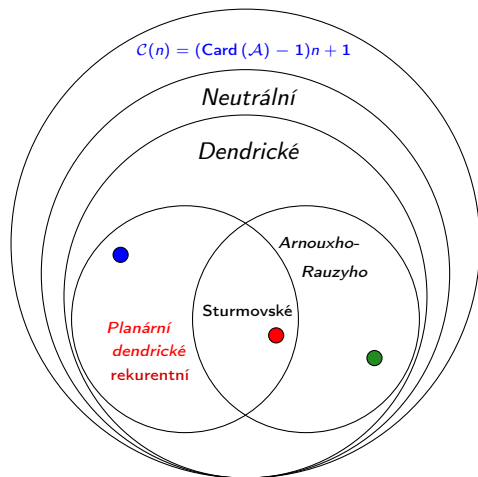 C(n) = (Card (A) − 1)n + 1
Neutrální
Dendrické
Arnouxho-
Rauzyho
Sturmovské
Planární
dendrické
rekurentní